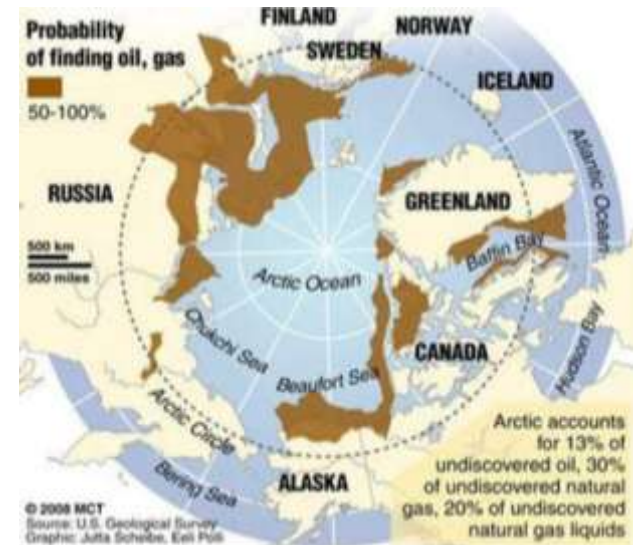 Probability
of finding oil, gas
50-100%
FINLAND
SWEDEN
NORWAY
ICELAND
Atlantic Ocean
RUSSIA
GREENLAND
500 km
500 miles
Baffin Bay
Arctic Ocean
Chukchi Sea
Beaufort Sea
CANADA
Hudson Bay
Arctic Circle
Bering Sea
ALASKA
Arctic accounts
for 13% of
undiscovered oil, 30%
of undiscovered natural
gas, 20% of undiscovered
natural gas liquids
© 2008 MCT
Source: U.S. Geological Survey
Graphic: Jutta Scheibe, Eeli Polli